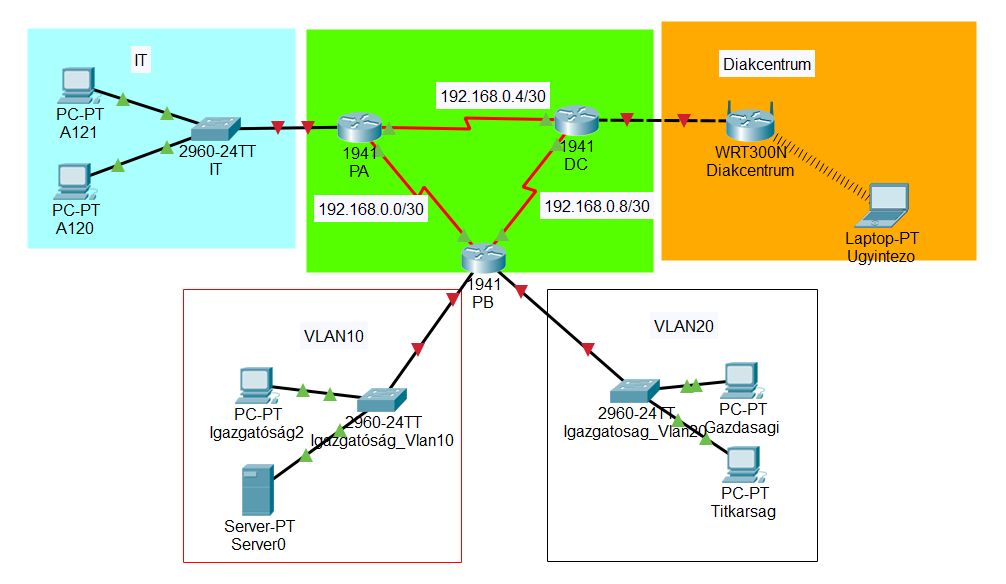 IT
PC-PT
A121
PC-PT
A120
2960-24TT
IT
192.168.0.4/30
1941
PA
1941
DC
192.168.0.0/30
192.168.0.8/30
1941
PB
Diakcentrum
WRT300N
Diakcentrum
Laptop-PT
Ugyintezo
VLAN10
PC-PT
Igazgatóság2
2960-24TT
Igazgatóság_Vlan10
Server-PT
Server0
VLAN20
2960-24TT
Igazgatosag_Vlan20
PC-PT
Gazdasagi
PC-PT
Titkarsag